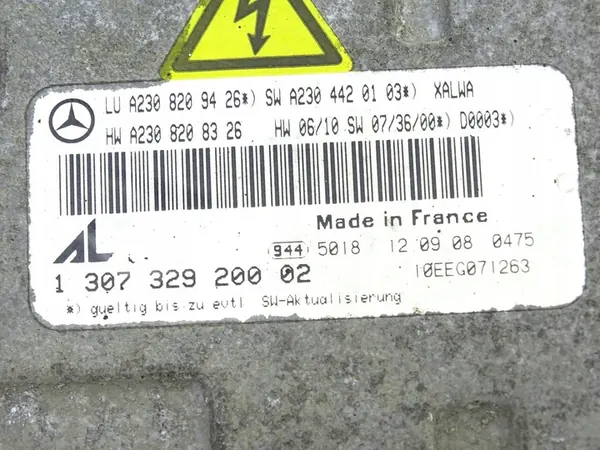 LU A230 820 94 26*) SW A230 442 01 03*) XALWA
HW A230 820 83 26 HW 06/10 SW 07/36/00*) D0003*)
AL
Made in France
944 5018 12 09 08 0475
1 307 329 200 02 10EEG071263
*) gueltig bis zu evtl SW-Aktualisierung